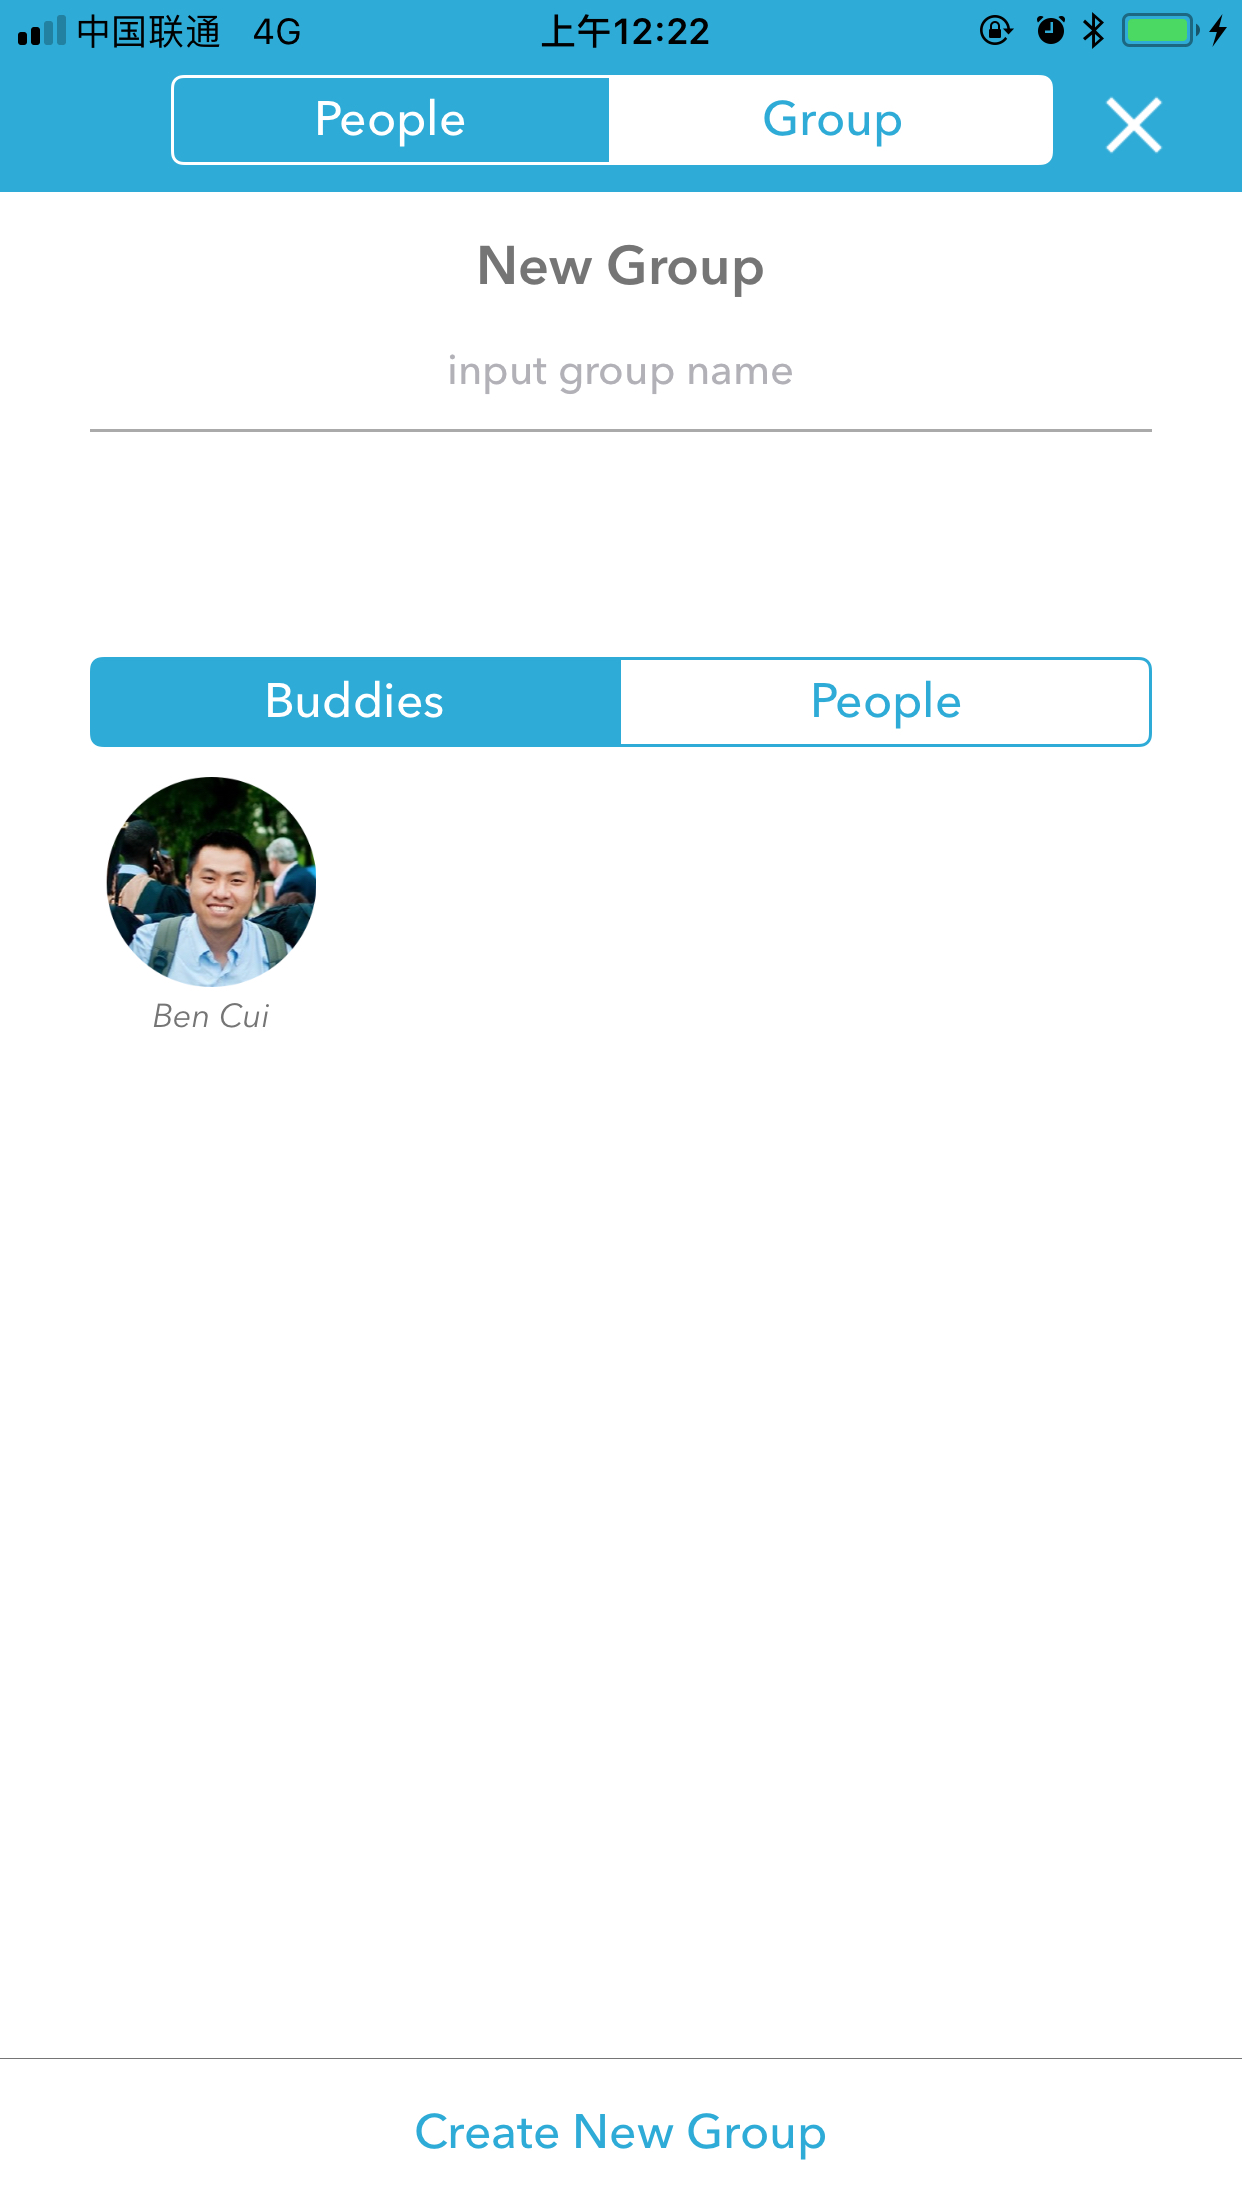 中国联通 4G 上午12:22
People Group
New Group
input group name
Buddies People
Ben Cui
Create New Group